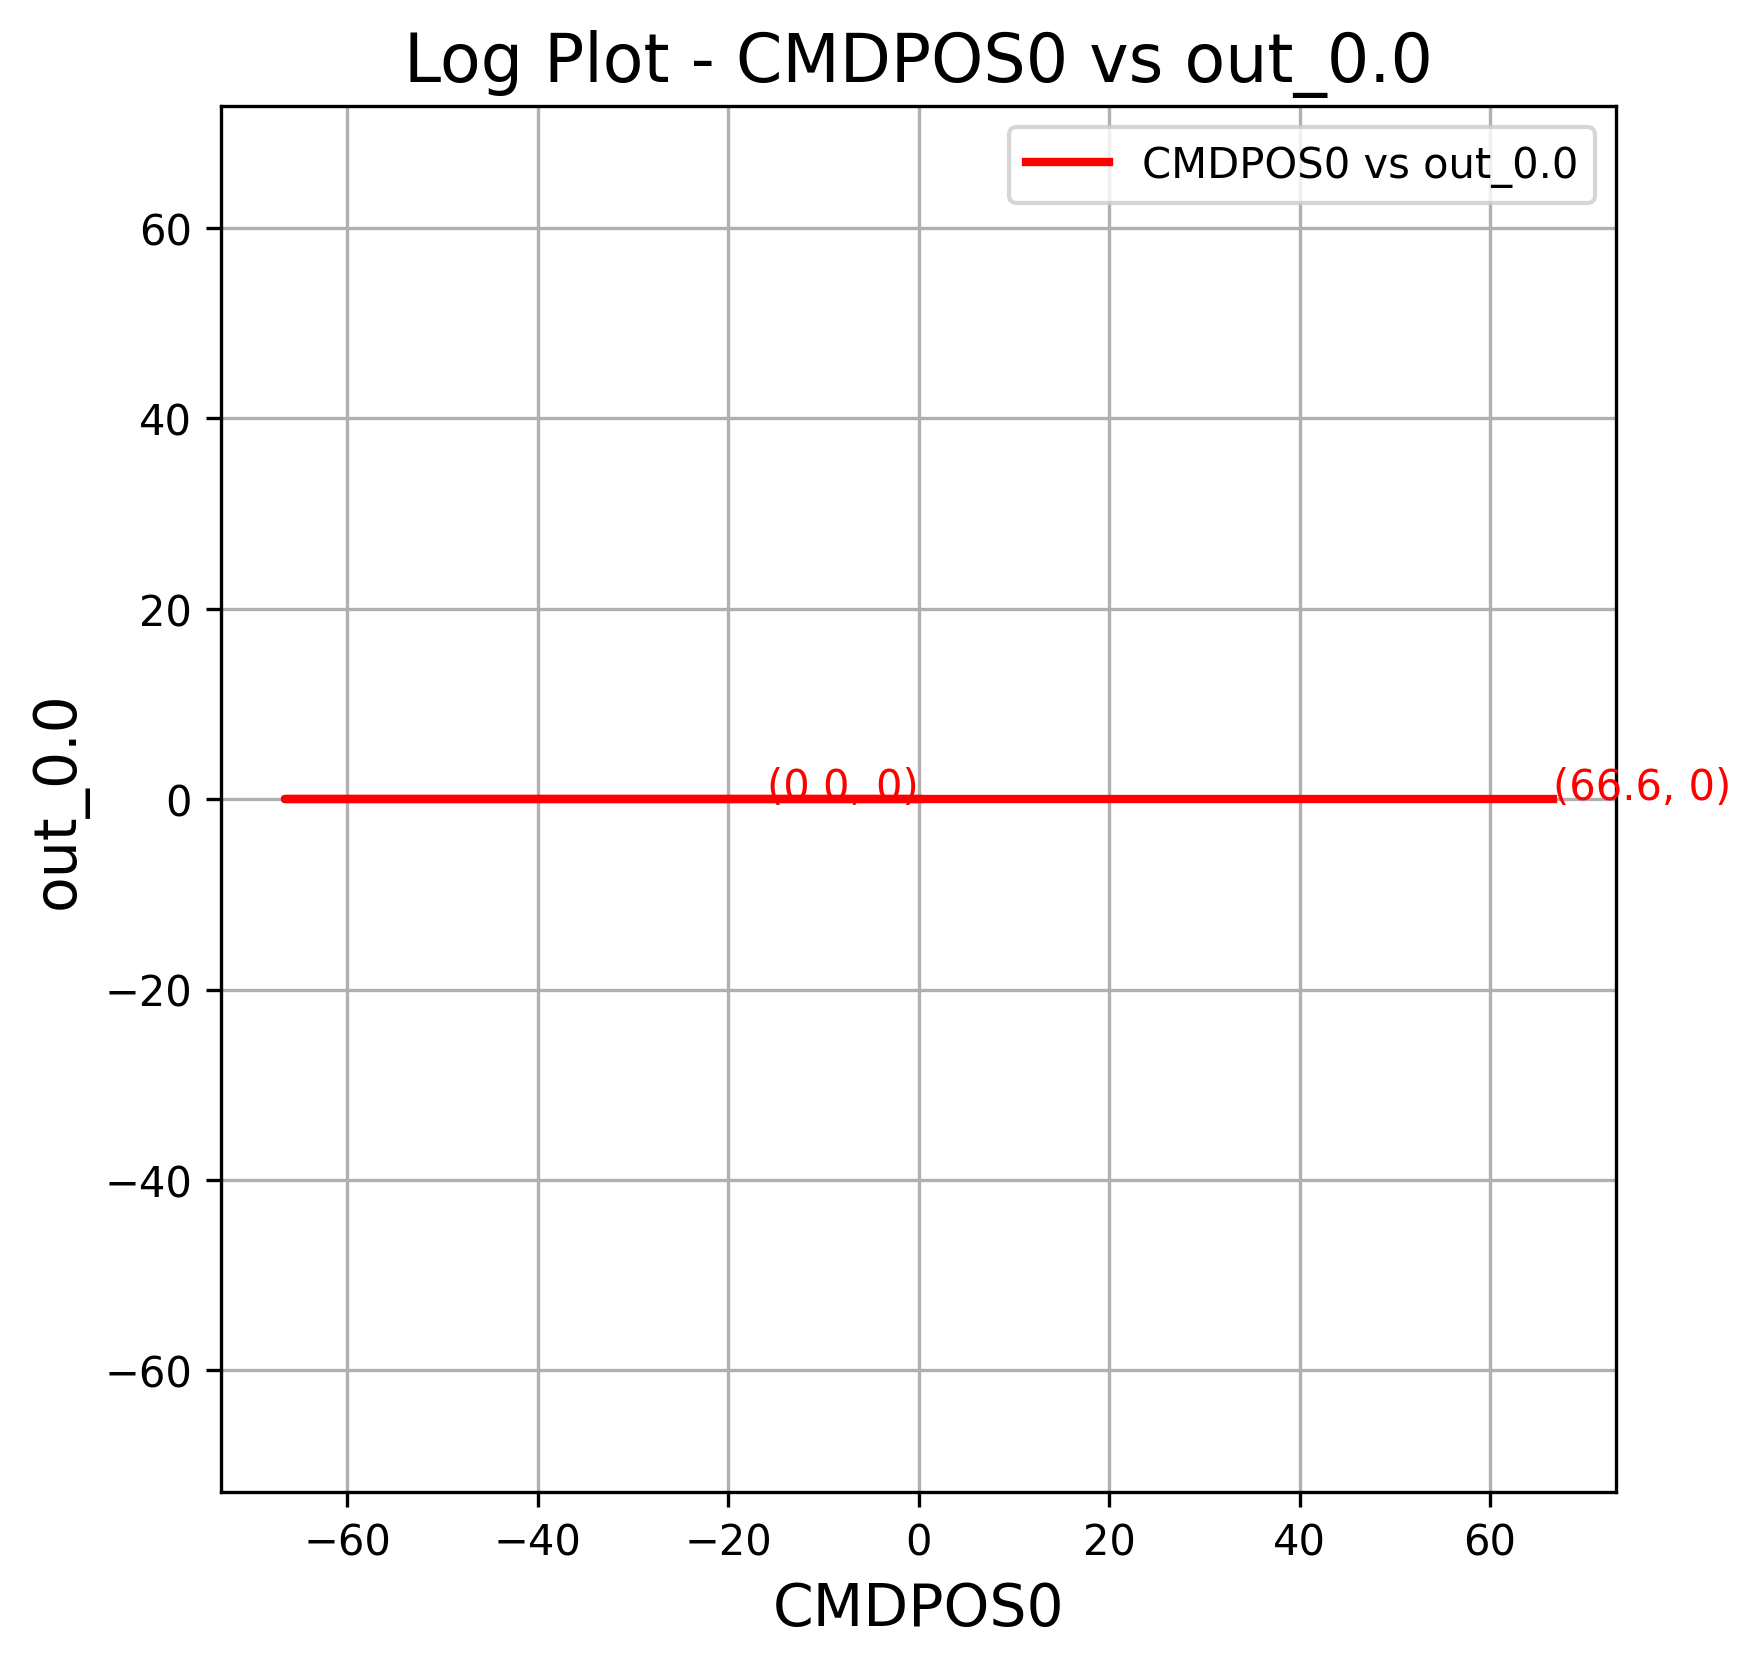 Log Plot - CMDPOS0 vs out_0.0
CMDPOS0 vs out_0.0
60
40
20
0
−20
−40
−60
out_0.0
(0.0, 0)
(66.6, 0)
−60 −40 −20 0 20 40 60
CMDPOS0